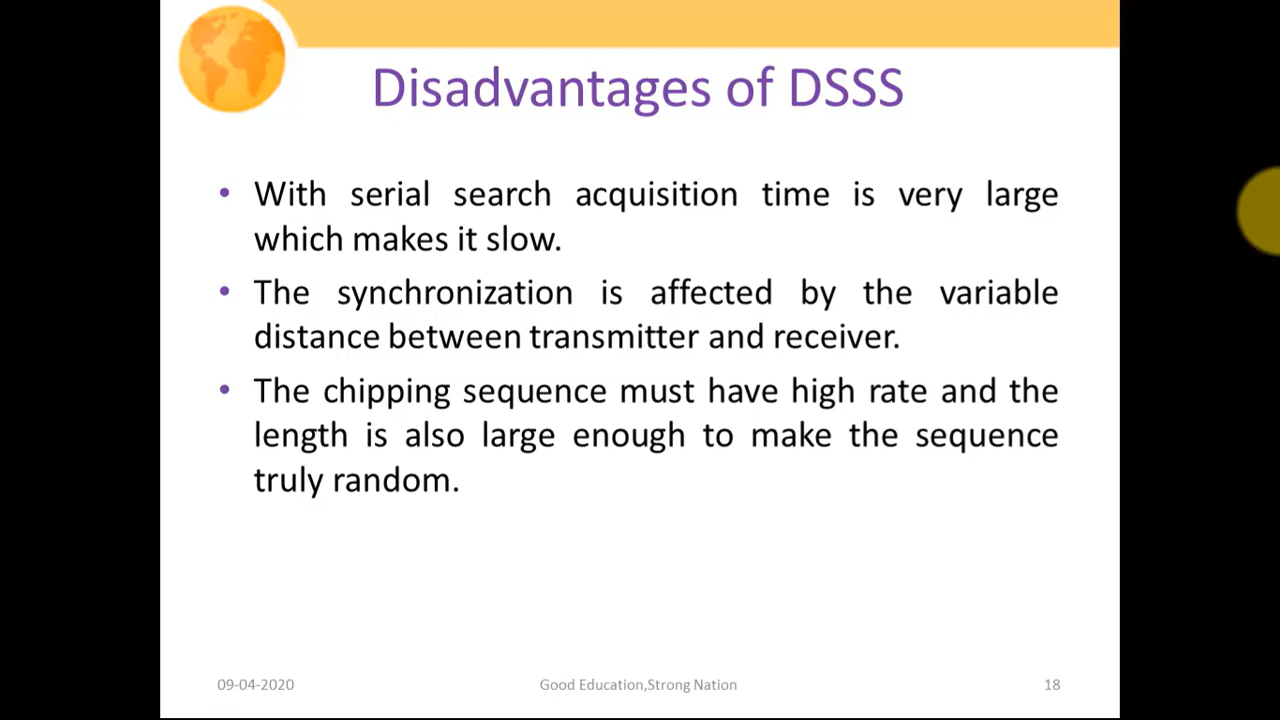 Disadvantages of DSSS
• With serial search acquisition time is very large
which makes it slow.
• The synchronization is affected by the variable
distance between transmitter and receiver.
• The chipping sequence must have high rate and the
length is also large enough to make the sequence
truly random.
09-04-2020 Good Education,Strong Nation 18